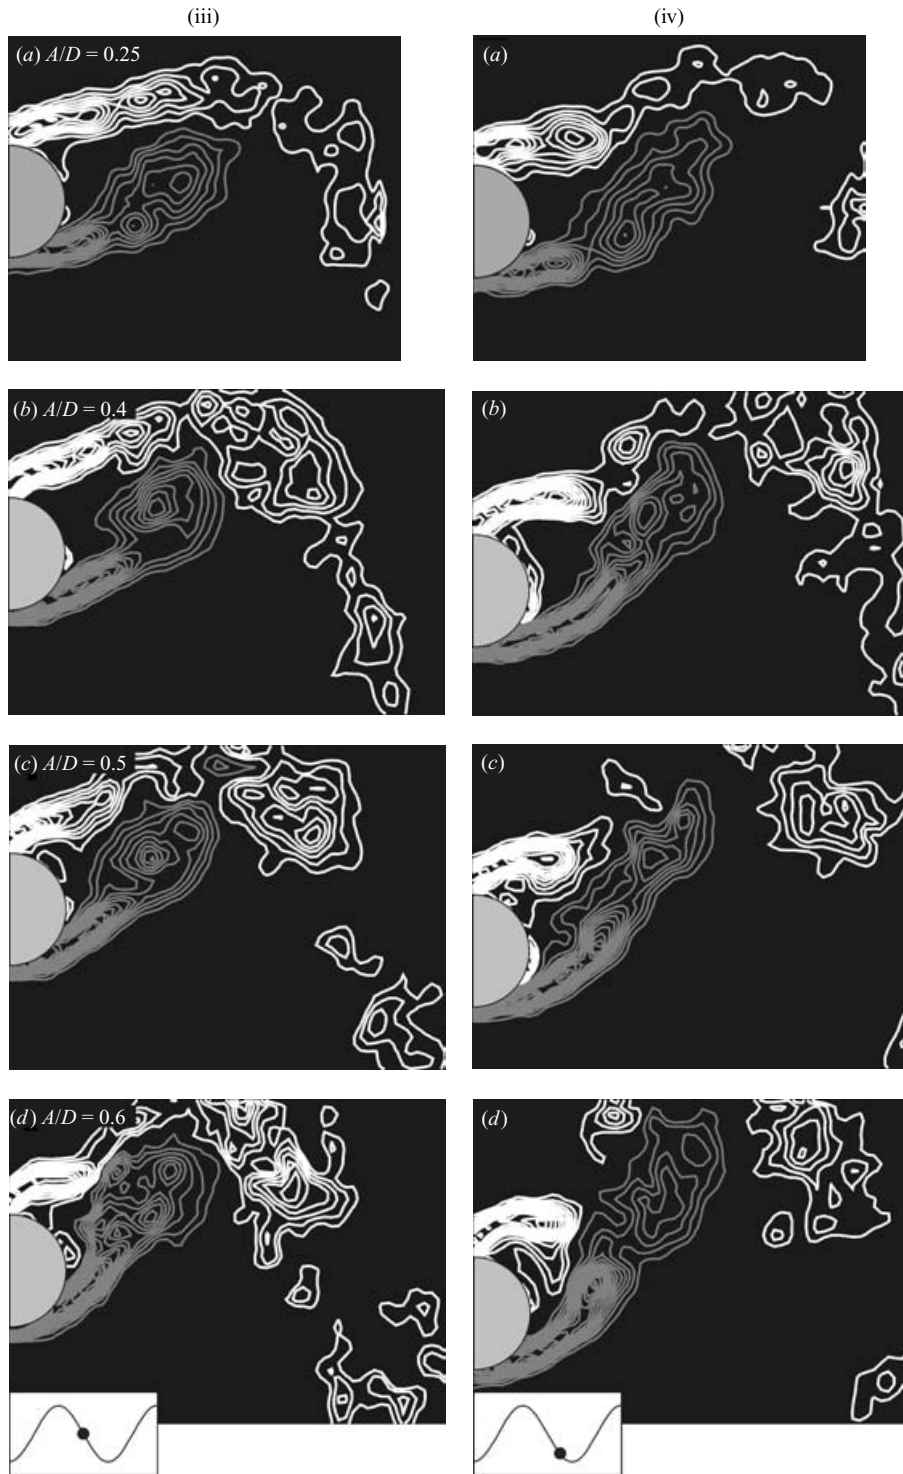 (iii) (iv)
(a) A/D = 0.25 (a)
(b) A/D = 0.4 (b)
(c) A/D = 0.5 (c)
(d) A/D = 0.6 (d)